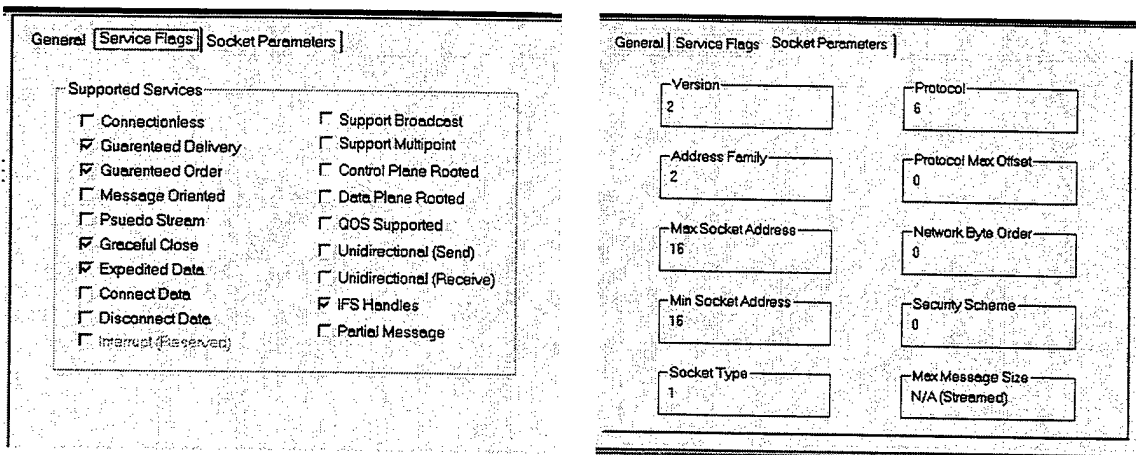 General Service Flags Socket Parameters
Supported Services
Connectionless
Guarenteed Delivery
Guarenteed Order
Message Oriented
Psuedo Stream
Graceful Close
Expedited Data
Connect Data
Disconnect Data
Interrupt (Reserved)
Support Broadcast
Support Multipoint
Control Plane Rooted
Data Plane Rooted
QOS Supported
Unidirectional (Send)
Unidirectional (Receive)
IFS Handles
Partial Message
General Service Flags Socket Parameters
Version
2
Address Family
2
Max Socket Address
16
Min Socket Address
16
Socket Type
1
Protocol
6
Protocol Max Offset
0
Network Byte Order
0
Security Scheme
0
Max Message Size
N/A (Streamed)